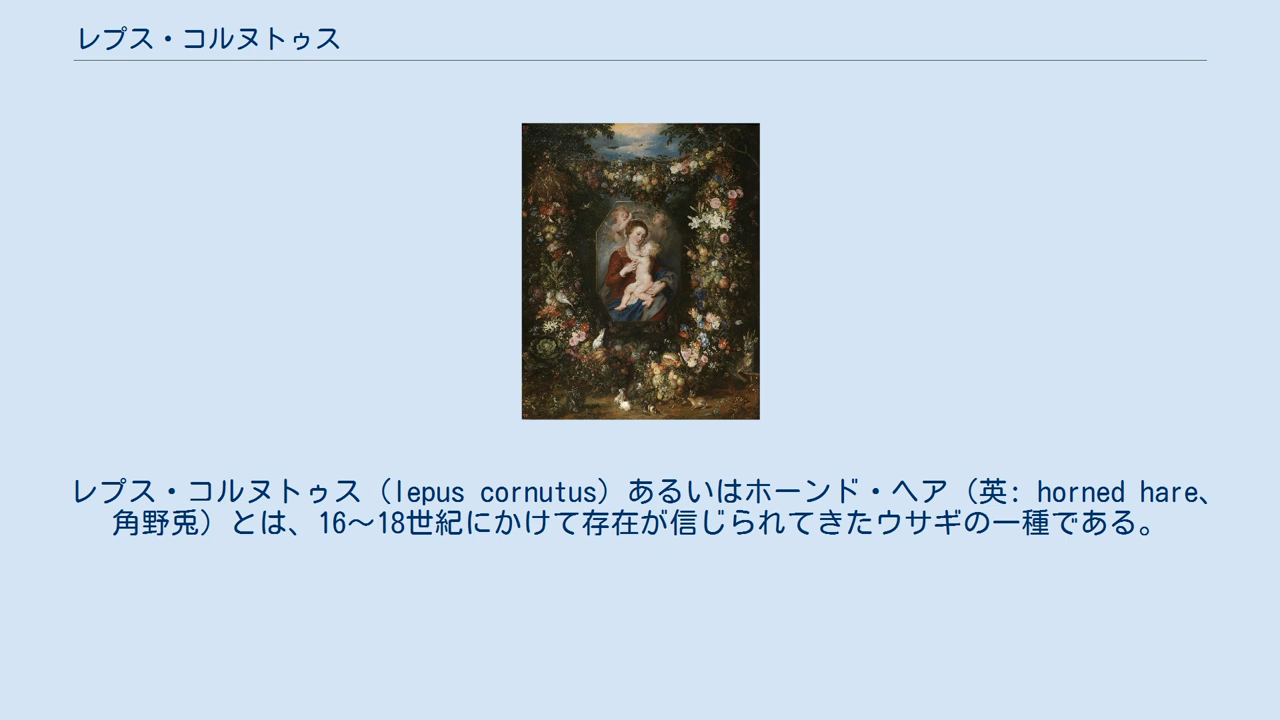 レプス・コルヌトゥス
レプス・コルヌトゥス（lepus cornutus）あるいはホーンド・ヘア（英: horned hare、
角野兎）とは、16〜18世紀にかけて存在が信じられてきたウサギの一種である。